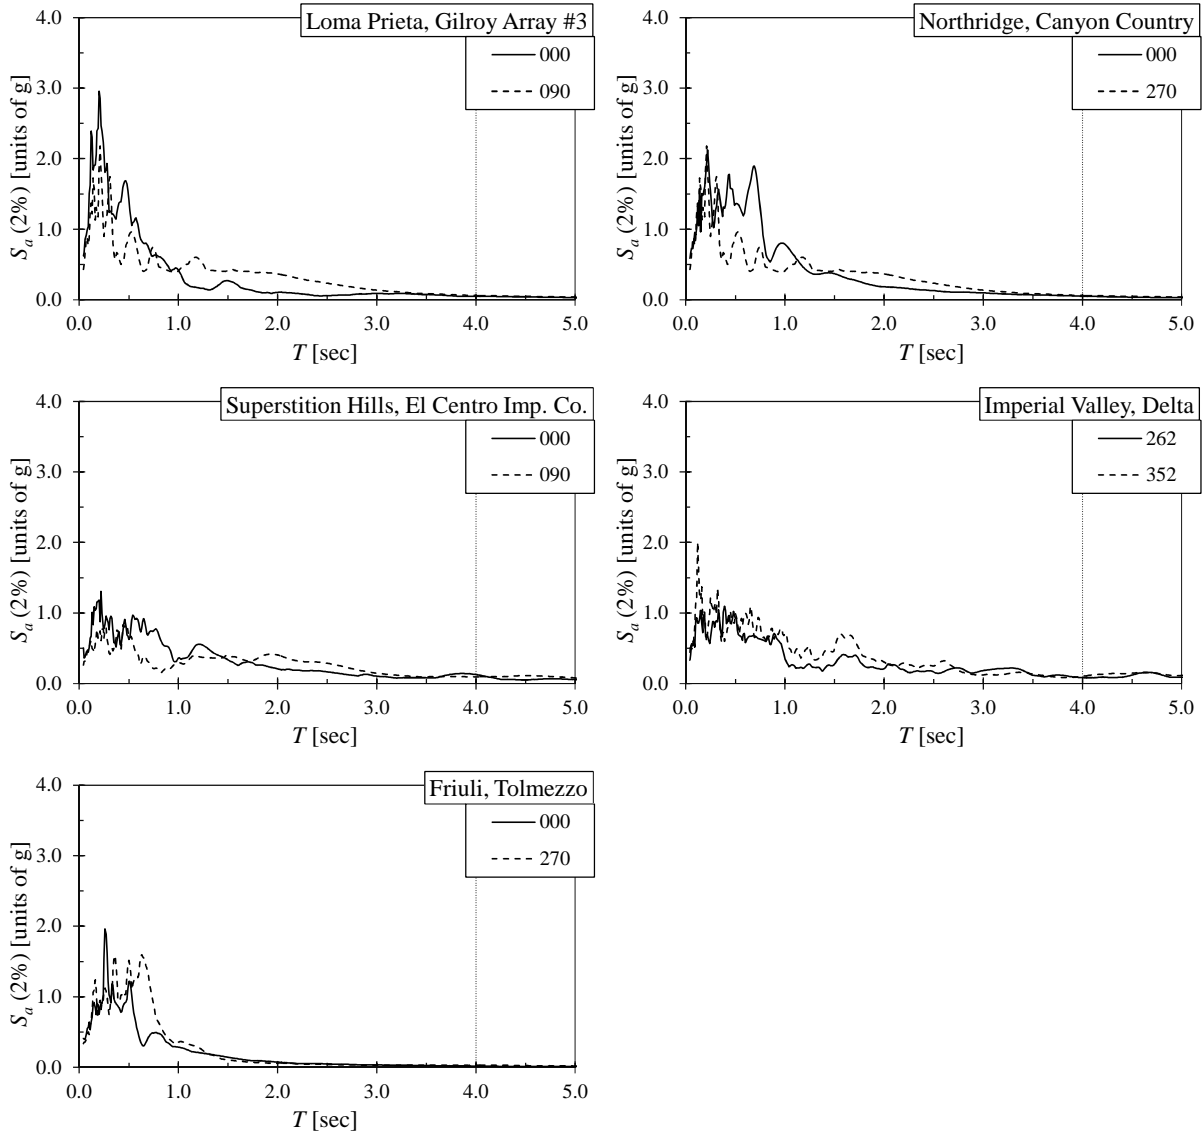 Loma Prieta, Gilroy Array #3
000
090
4.0
3.0
2.0
1.0
0.0
Sa (2%) [units of g]
0.0 1.0 2.0 3.0 4.0 5.0
T [sec]
Northridge, Canyon Country
000
270
4.0
3.0
2.0
1.0
0.0
Sa (2%) [units of g]
0.0 1.0 2.0 3.0 4.0 5.0
T [sec]
Superstition Hills, El Centro Imp. Co.
000
090
4.0
3.0
2.0
1.0
0.0
Sa (2%) [units of g]
0.0 1.0 2.0 3.0 4.0 5.0
T [sec]
Imperial Valley, Delta
262
352
4.0
3.0
2.0
1.0
0.0
Sa (2%) [units of g]
0.0 1.0 2.0 3.0 4.0 5.0
T [sec]
Friuli, Tolmezzo
000
270
4.0
3.0
2.0
1.0
0.0
Sa (2%) [units of g]
0.0 1.0 2.0 3.0 4.0 5.0
T [sec]